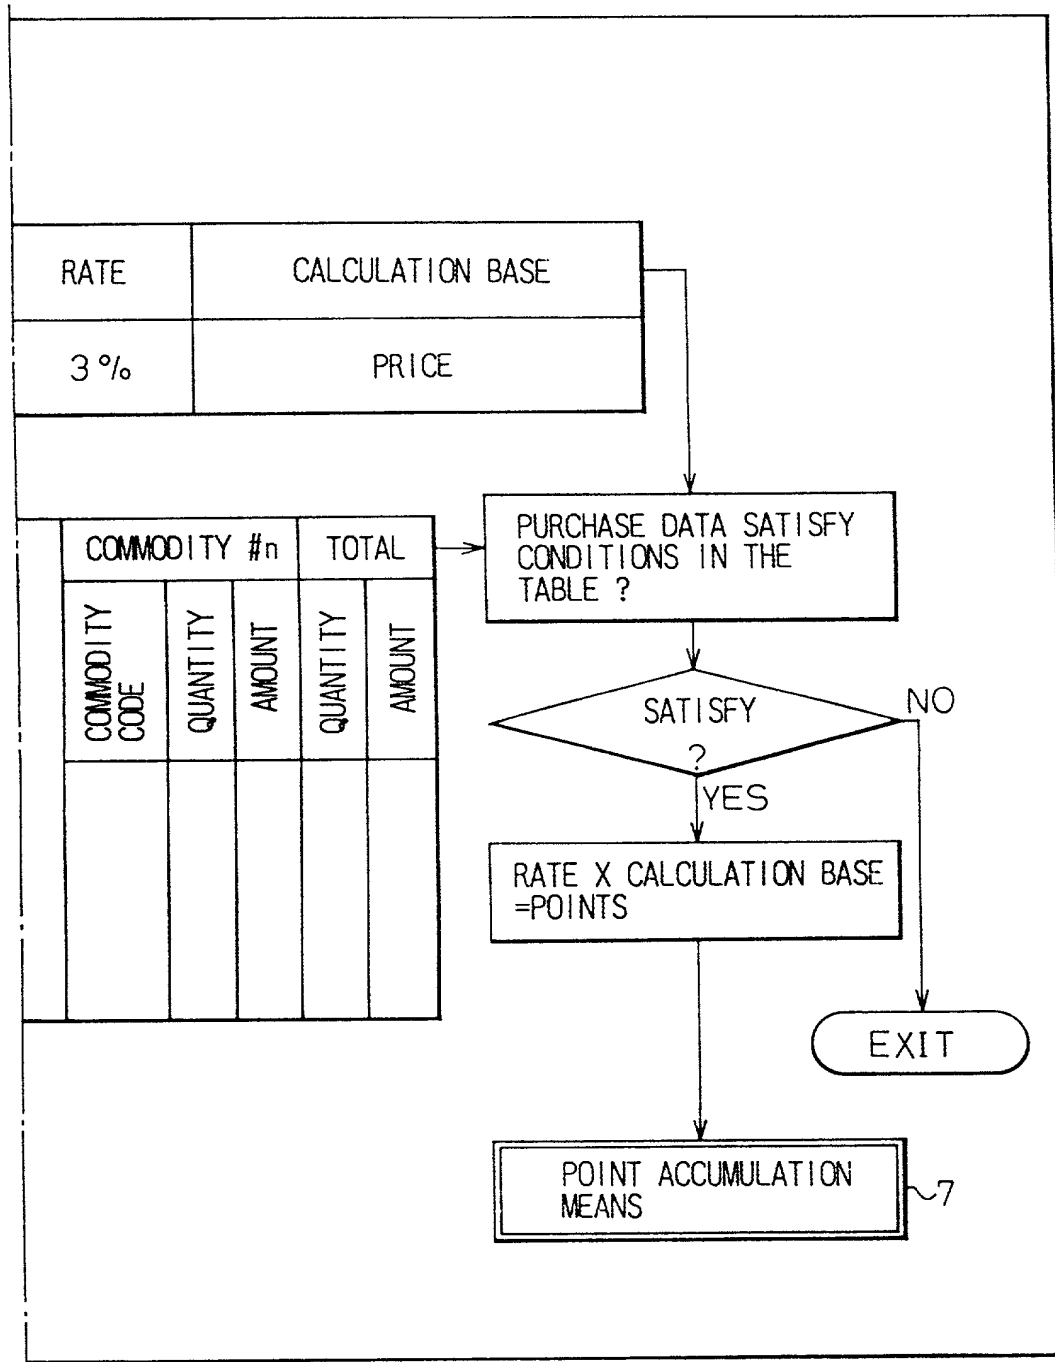 RATE
CALCULATION BASE
3%
PRICE
COMMODITY #n
TOTAL
COMMODITY
CODE
QUANTITY
AMOUNT
QUANTITY
AMOUNT
PURCHASE DATA SATISFY
CONDITIONS IN THE
TABLE ?
SATISFY
?
NO
YES
RATE X CALCULATION BASE
=POINTS
EXIT
POINT ACCUMULATION
MEANS
7